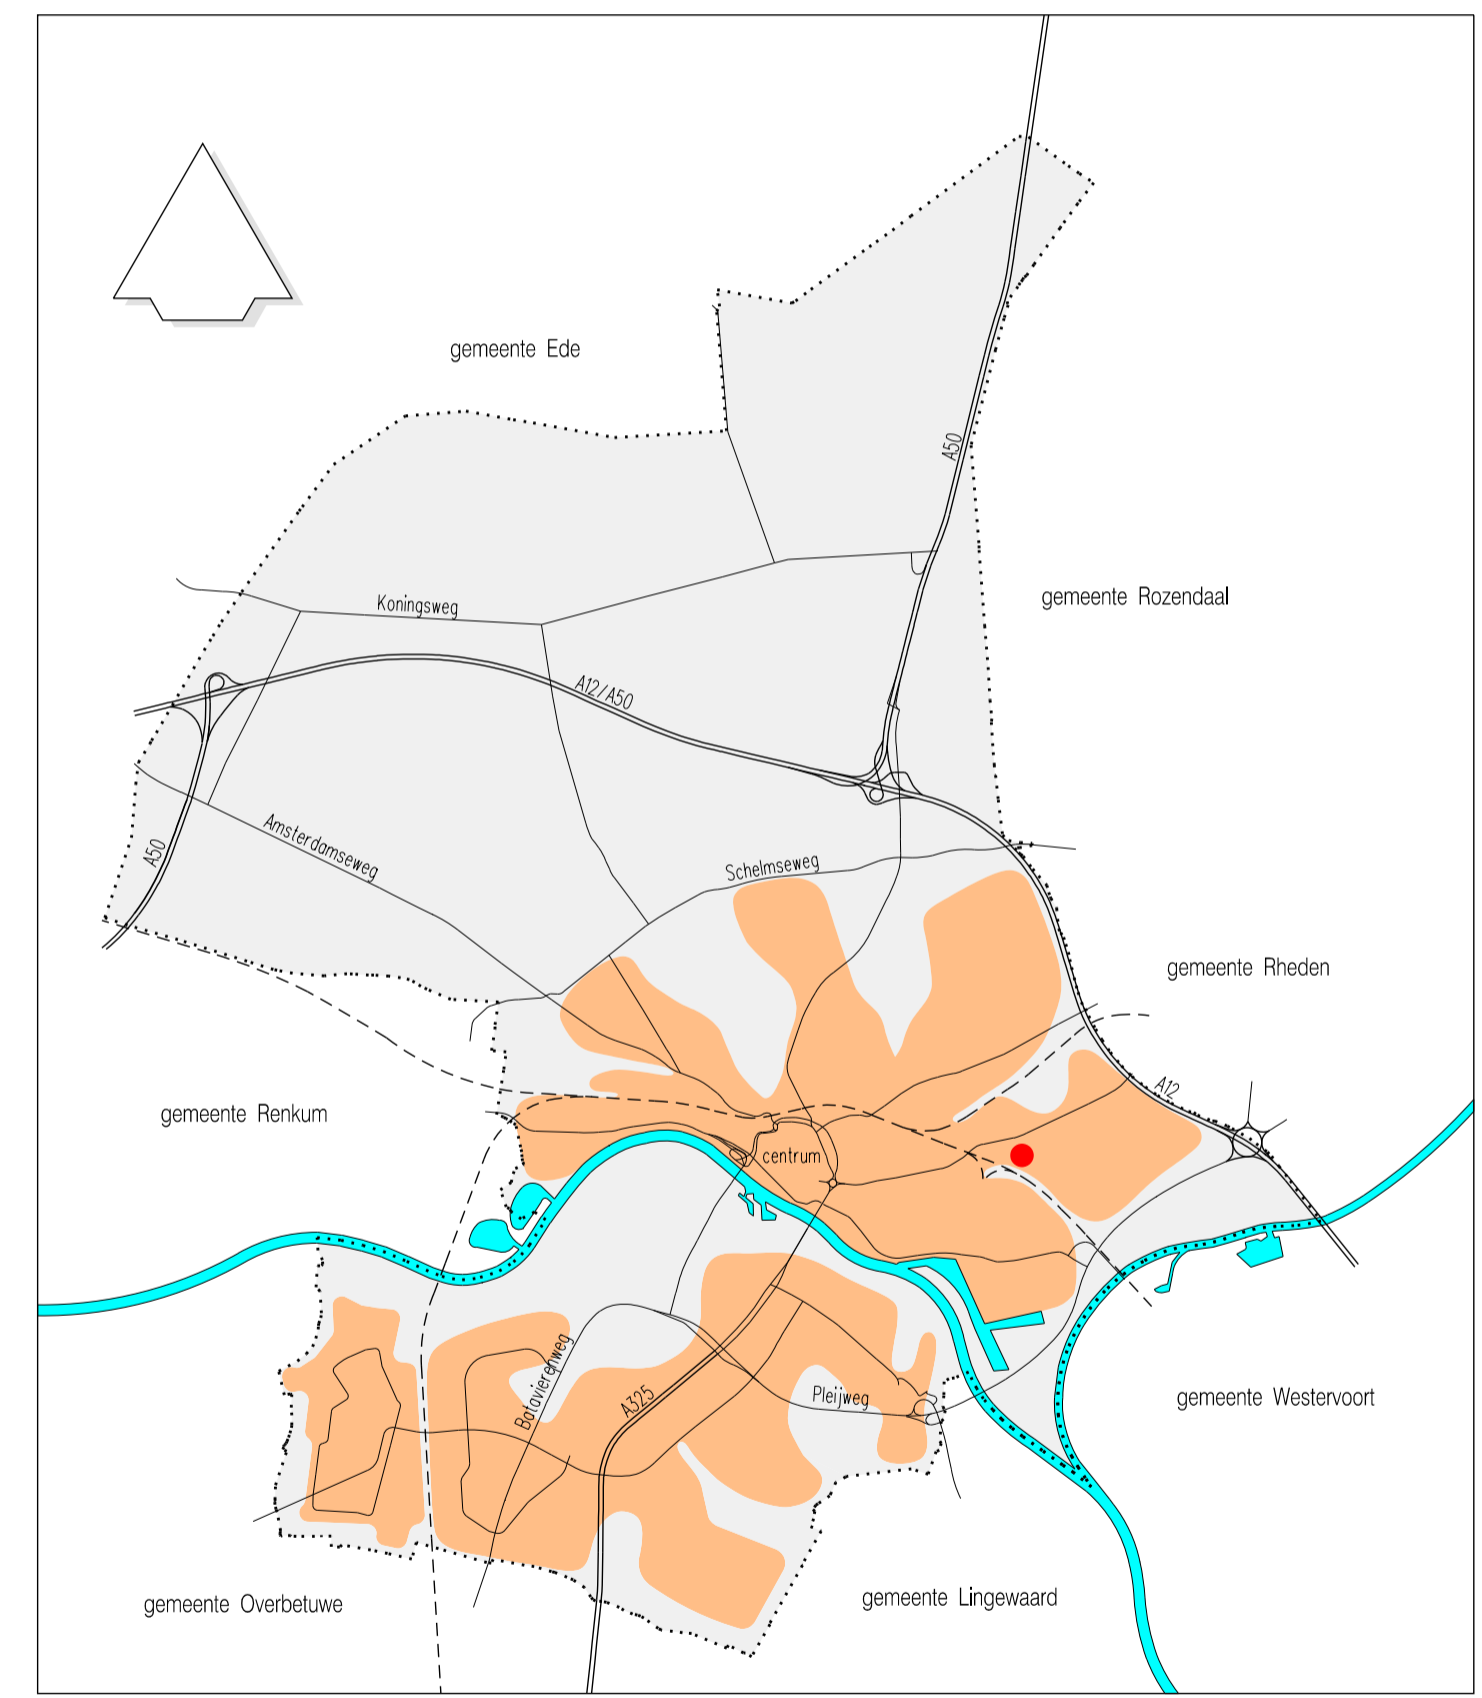 gemeente Ede
A50
gemeente Rozendaal
Koningsweg
A12/A50
Amsterdamseweg
A50
Schelmseweg
gemeente Rheden
A12
gemeente Renkum
centrum
Batavierenweg
A325
Pleijweg
gemeente Westervoort
gemeente Overbetuwe
gemeente Lingewaard